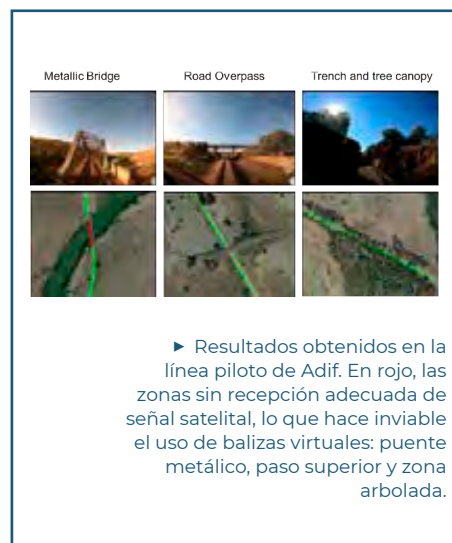 Metallic Bridge
Road Overpass
Trench and tree canopy
► Resultados obtenidos en la
línea piloto de Adif. En rojo, las
zonas sin recepción adecuada de
señal satelital, lo que hace inviable
el uso de balizas virtuales: puente
metálico, paso superior y zona
arbolada.